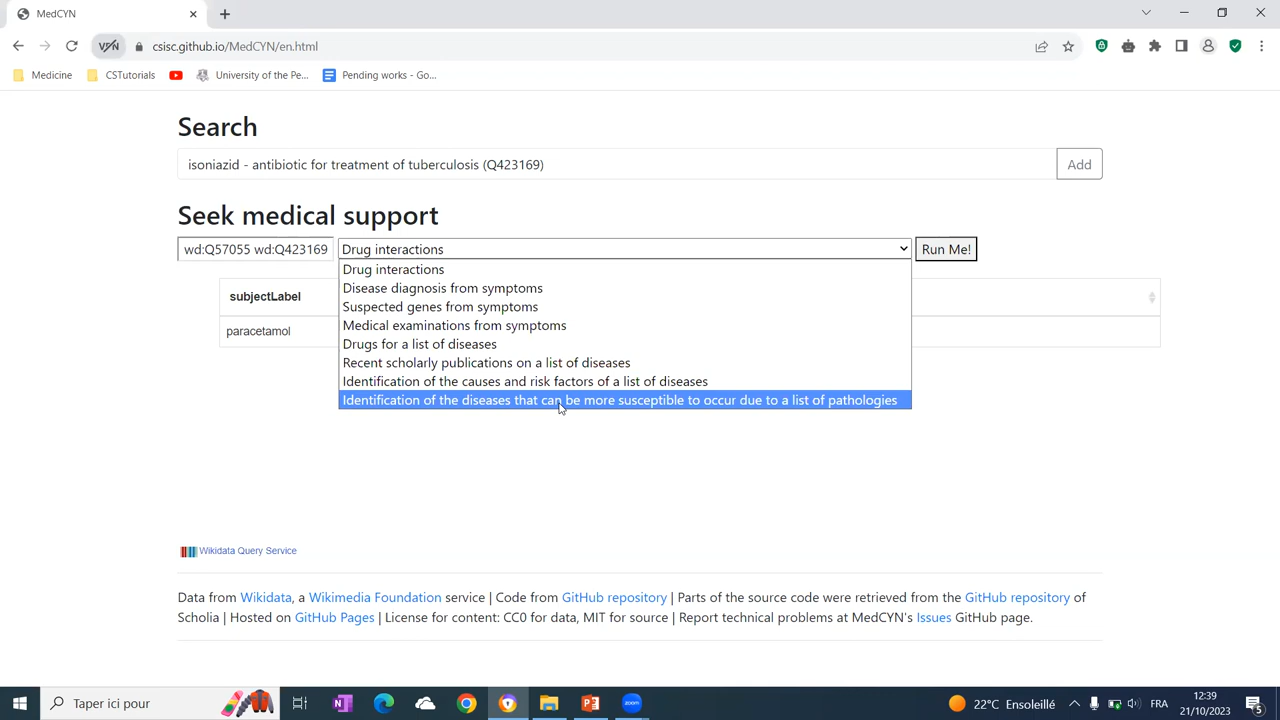 MedCYN
csisc.github.io/MedCYN/en.html
Medicine CSTutorials University of the Pe... Pending works - Go...
Search
isoniazid - antibiotic for treatment of tuberculosis (Q423169) Add
Seek medical support
wd:Q57055 wd:Q423169 Drug interactions Run Me!
Drug interactions
Disease diagnosis from symptoms
Suspected genes from symptoms
Medical examinations from symptoms
Drugs for a list of diseases
Recent scholarly publications on a list of diseases
Identification of the causes and risk factors of a list of diseases
Identification of the diseases that can be more susceptible to occur due to a list of pathologies
subjectLabel
paracetamol
Wikidata Query Service
Data from Wikidata, a Wikimedia Foundation service | Code from GitHub repository | Parts of the source code were retrieved from the GitHub repository of
Scholia | Hosted on GitHub Pages | License for content: CC0 for data, MIT for source | Report technical problems at MedCYN's Issues GitHub page.
Taper ici pour
zoom
22°C Ensoleillé
FRA
12:39
21/10/2023
5